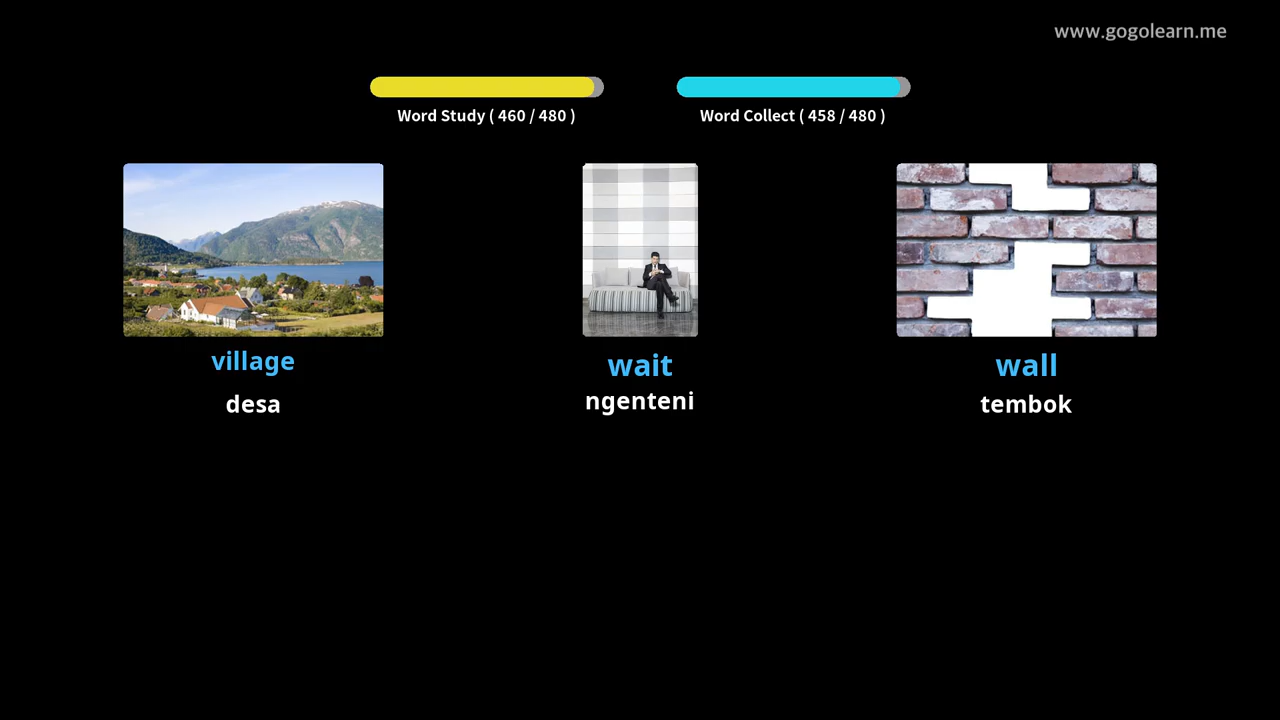 www.gogolearn.me
Word Study ( 460 / 480 )
Word Collect ( 458 / 480 )
village
desa
wait
ngenteni
wall
tembok